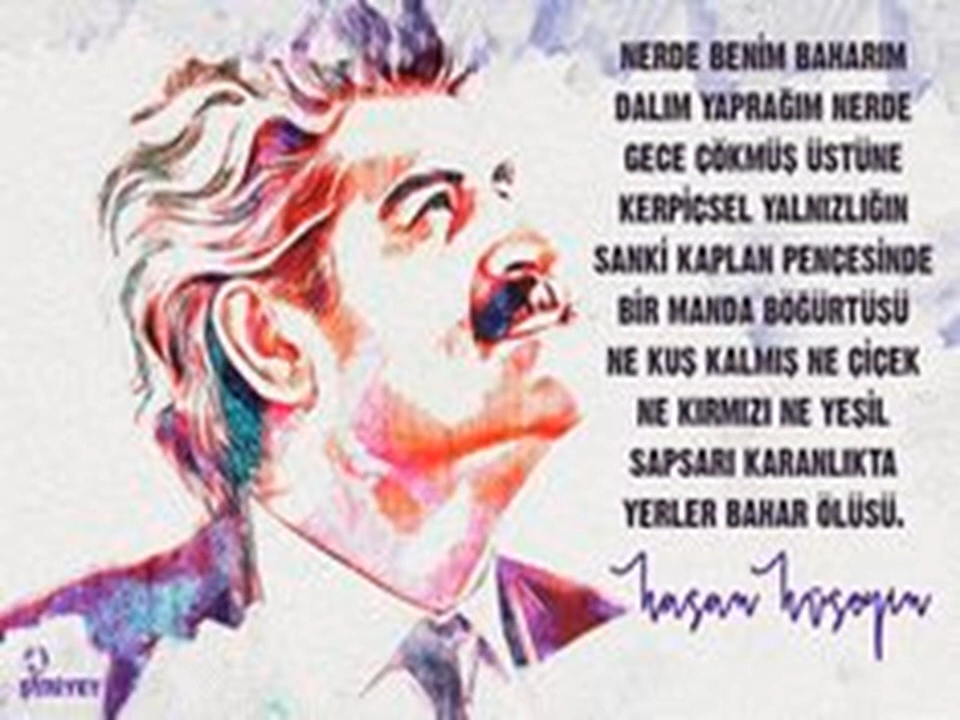 NERDE BENİM BAHARIM
DALIM YAPRAĞIM NERDE
GECE ÇÖKMÜŞ ÜSTÜNE
KERPİÇSEL YALNIZLIĞIN
SANKİ KAPLAN PENÇESİNDE
BİR MANDA BÖĞÜRTÜSÜ
NE KUŞ KALMIŞ NE ÇİÇEK
NE KIRMIZI NE YEŞİL
SAPSARI KARANLIKTA
YERLER BAHAR ÖLÜSÜ.
hasan hüseyin